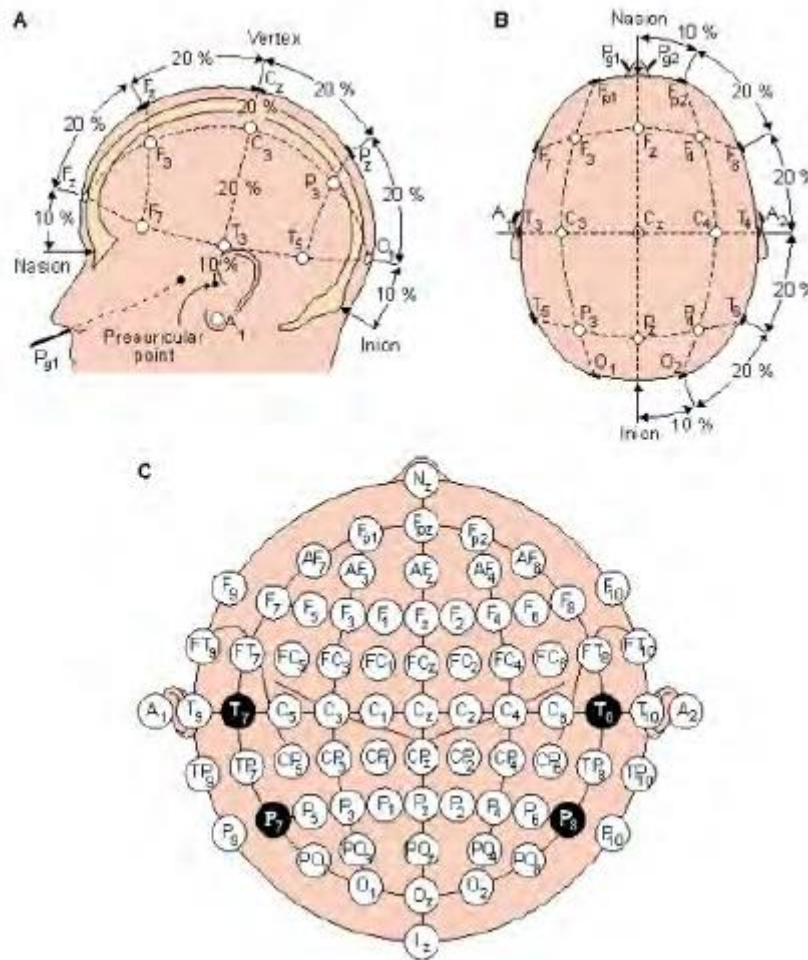 A
B
Vertex
20 %
20 %
Fz
Cz
20 %
20 %
20 %
F3
C3
Pz
Fz
20 %
P3
20 %
10 %
F7
T3
T5
O1
Nasion
10 %
10 %
A1
Preauricular
point
Inion
Pg1
Nasion
10 %
Pg1
Pg2
Fp1
Fp2
20 %
F7
F3
Fz
F4
F8
20 %
A1
T3
C3
Cz
C4
T4
A2
20 %
T5
P3
Pz
P4
T6
O1
O2
20 %
10 %
Inion
C
Nz
Fp1 Fpz Fp2
AF7 AF3 AFz AF4 AF8
F9 F7 F5 F3 F1 Fz F2 F4 F6 F8 F10
FT9 FT7 FC5 FC3 FC1 FCz FC2 FC4 FC6 FT8 FT10
A1 T9 T7 C5 C3 C1 Cz C2 C4 C6 T8 T10 A2
TP9 TP7 CP5 CP3 CP1 CPz CP2 CP4 CP6 TP8 TP10
P9 P7 P5 P3 P1 Pz P2 P4 P6 P8 P10
PO7 PO3 POz PO4 PO8
O1 Oz O2
Iz